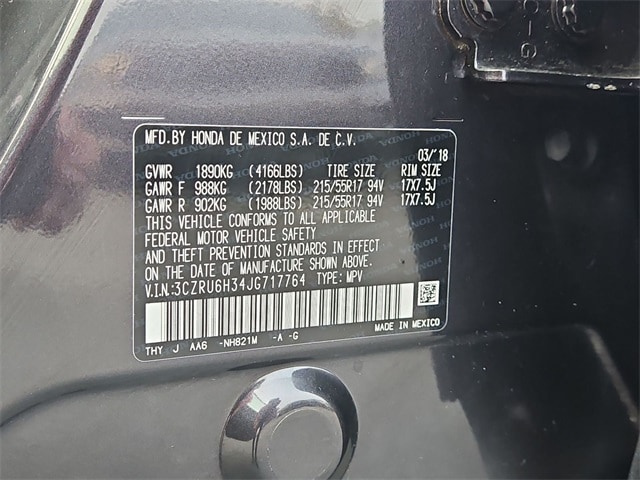 MFD.BY HONDA DE MEXICO S.A. DE C.V.
03/'18
GVWR 1890KG (4166LBS) TIRE SIZE RIM SIZE
GAWR F 988KG (2178LBS) 215/55R17 94V 17X7.5J
GAWR R 902KG (1988LBS) 215/55R17 94V 17X7.5J
THIS VEHICLE CONFORMS TO ALL APPLICABLE
FEDERAL MOTOR VEHICLE SAFETY
AND THEFT PREVENTION STANDARDS IN EFFECT
ON THE DATE OF MANUFACTURE SHOWN ABOVE.
V.I.N.:3CZRU6H34JG717764 TYPE: MPV
MADE IN MEXICO
THY J AA6 -NH821M -A -G